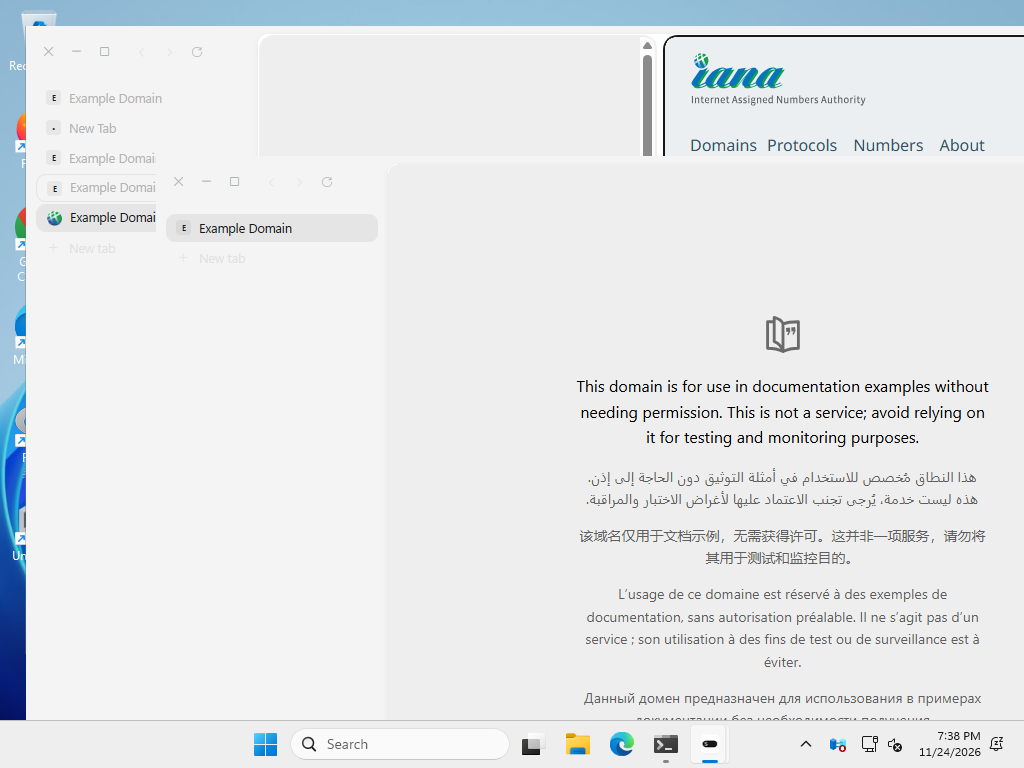 Example Domain
New Tab
Example Domai
Example Domai
Example Domai
New tab
iana
Internet Assigned Numbers Authority
Domains Protocols Numbers About
Example Domain
New tab
This domain is for use in documentation examples without
needing permission. This is not a service; avoid relying on
it for testing and monitoring purposes.
هذا النطاق مُخصص للاستخدام في أمثلة التوثيق دون الحاجة إلى إذن.
هذه ليست خدمة، يُرجى تجنب الاعتماد عليها لأغراض الاختبار والمراقبة.
该域名仅用于文档示例，无需获得许可。这并非一项服务，请勿将
其用于测试和监控目的。
L’usage de ce domaine est réservé à des exemples de
documentation, sans autorisation préalable. Il ne s’agit pas d’un
service ; son utilisation à des fins de test ou de surveillance est à
éviter.
Данный домен предназначен для использования в примерах
документации без необходимости получения
Search
7:38 PM
11/24/2026